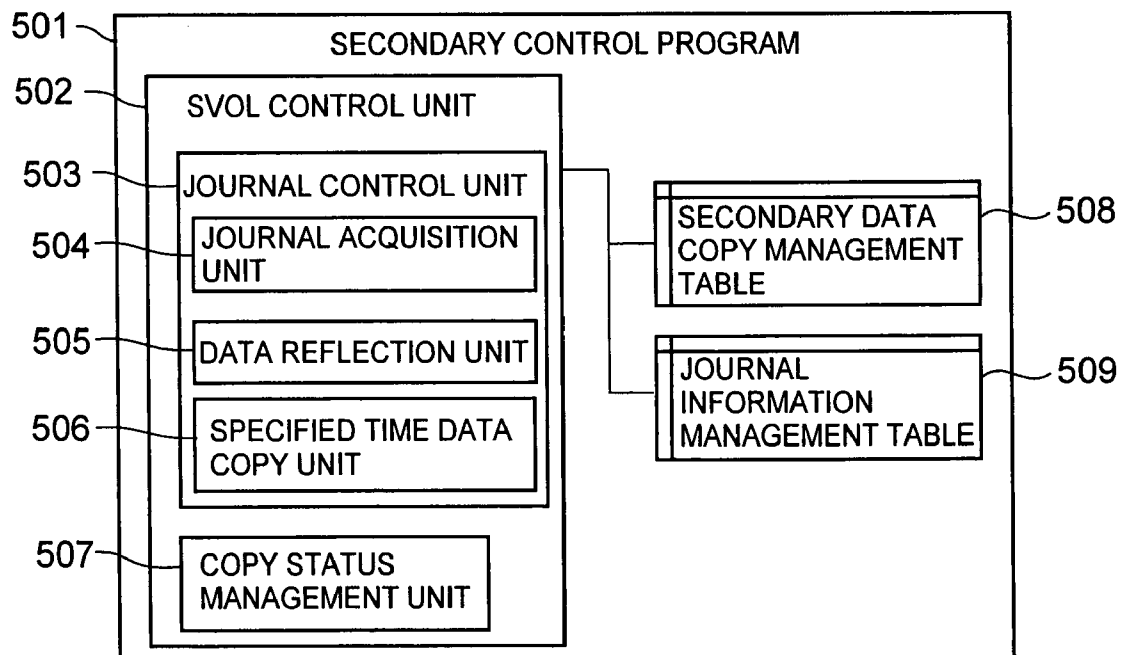 501
SECONDARY CONTROL PROGRAM
502
SVOL CONTROL UNIT
503
JOURNAL CONTROL UNIT
504
JOURNAL ACQUISITION
UNIT
505
DATA REFLECTION UNIT
506
SPECIFIED TIME DATA
COPY UNIT
507
COPY STATUS
MANAGEMENT UNIT
SECONDARY DATA
COPY MANAGEMENT
TABLE
508
JOURNAL
INFORMATION
MANAGEMENT TABLE
509